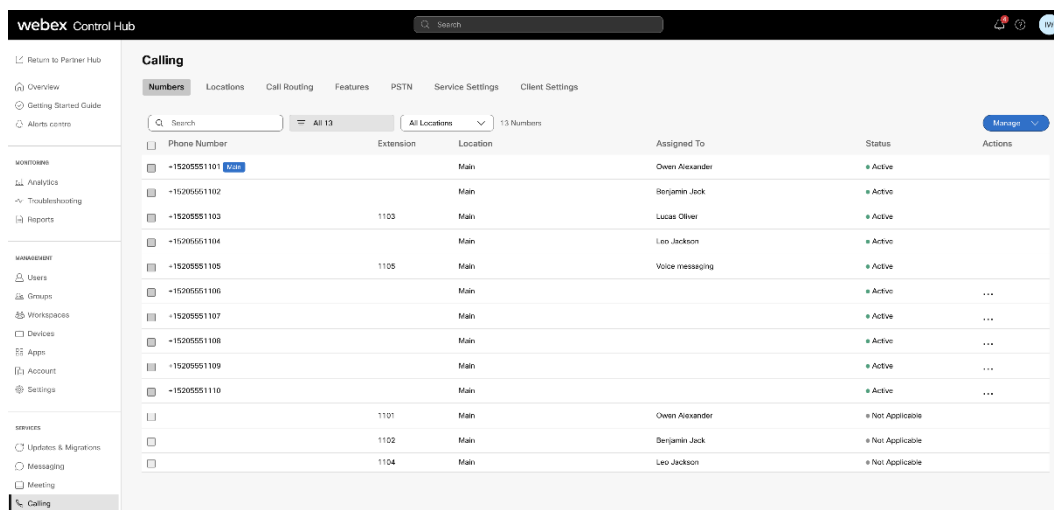 webex Control Hub
Search
4
Return to Partner Hub
Overview
Getting Started Guide
Alerts centre
MONITORING
Analytics
Troubleshooting
Reports
MANAGEMENT
Users
Groups
Workspaces
Devices
Apps
Account
Settings
SERVICES
Updates & Migrations
Messaging
Meeting
Calling
Calling
Numbers Locations Call Routing Features PSTN Service Settings Client Settings
Search All 13 All Locations 13 Numbers Manage
Phone Number Extension Location Assigned To Status Actions
+15205551101 Main Main Owen Alexander Active
+15205551102 Main Benjamin Jack Active
+15205551103 1103 Main Lucas Oliver Active
+15205551104 Main Leo Jackson Active
+15205551105 1105 Main Voice messaging Active
+15205551106 Main Active ...
+15205551107 Main Active ...
+15205551108 Main Active ...
+15205551109 Main Active ...
+15205551110 Main Active ...
1101 Main Owen Alexander Not Applicable
1102 Main Benjamin Jack Not Applicable
1104 Main Leo Jackson Not Applicable